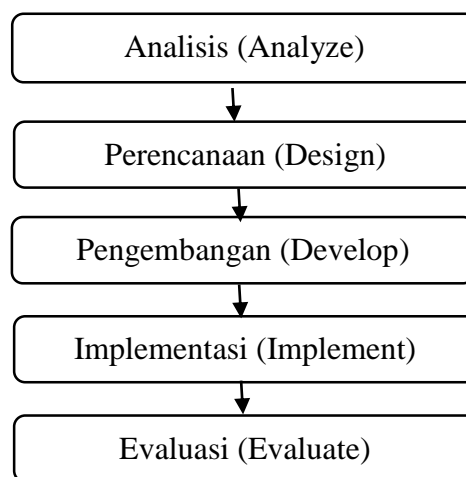 Analisis (Analyze)
Perencanaan (Design)
Pengembangan (Develop)
Implementasi (Implement)
Evaluasi (Evaluate)